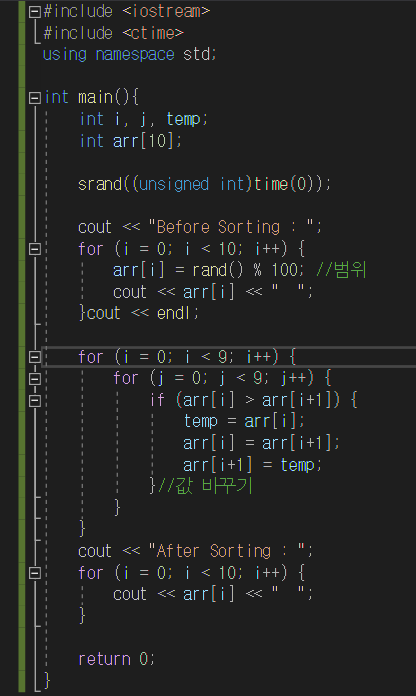 #include <iostream>
#include <ctime>
using namespace std;
int main(){
int i, j, temp;
int arr[10];
srand((unsigned int)time(0));
cout << "Before Sorting : ";
for (i = 0; i < 10; i++) {
arr[i] = rand() % 100; //범위
cout << arr[i] << "  ";
}cout << endl;
for (i = 0; i < 9; i++) {
for (j = 0; j < 9; j++) {
if (arr[i] > arr[i+1]) {
temp = arr[i];
arr[i] = arr[i+1];
arr[i+1] = temp;
}//값 바꾸기
}
}
cout << "After Sorting : ";
for (i = 0; i < 10; i++) {
cout << arr[i] << "  ";
}
return 0;
}